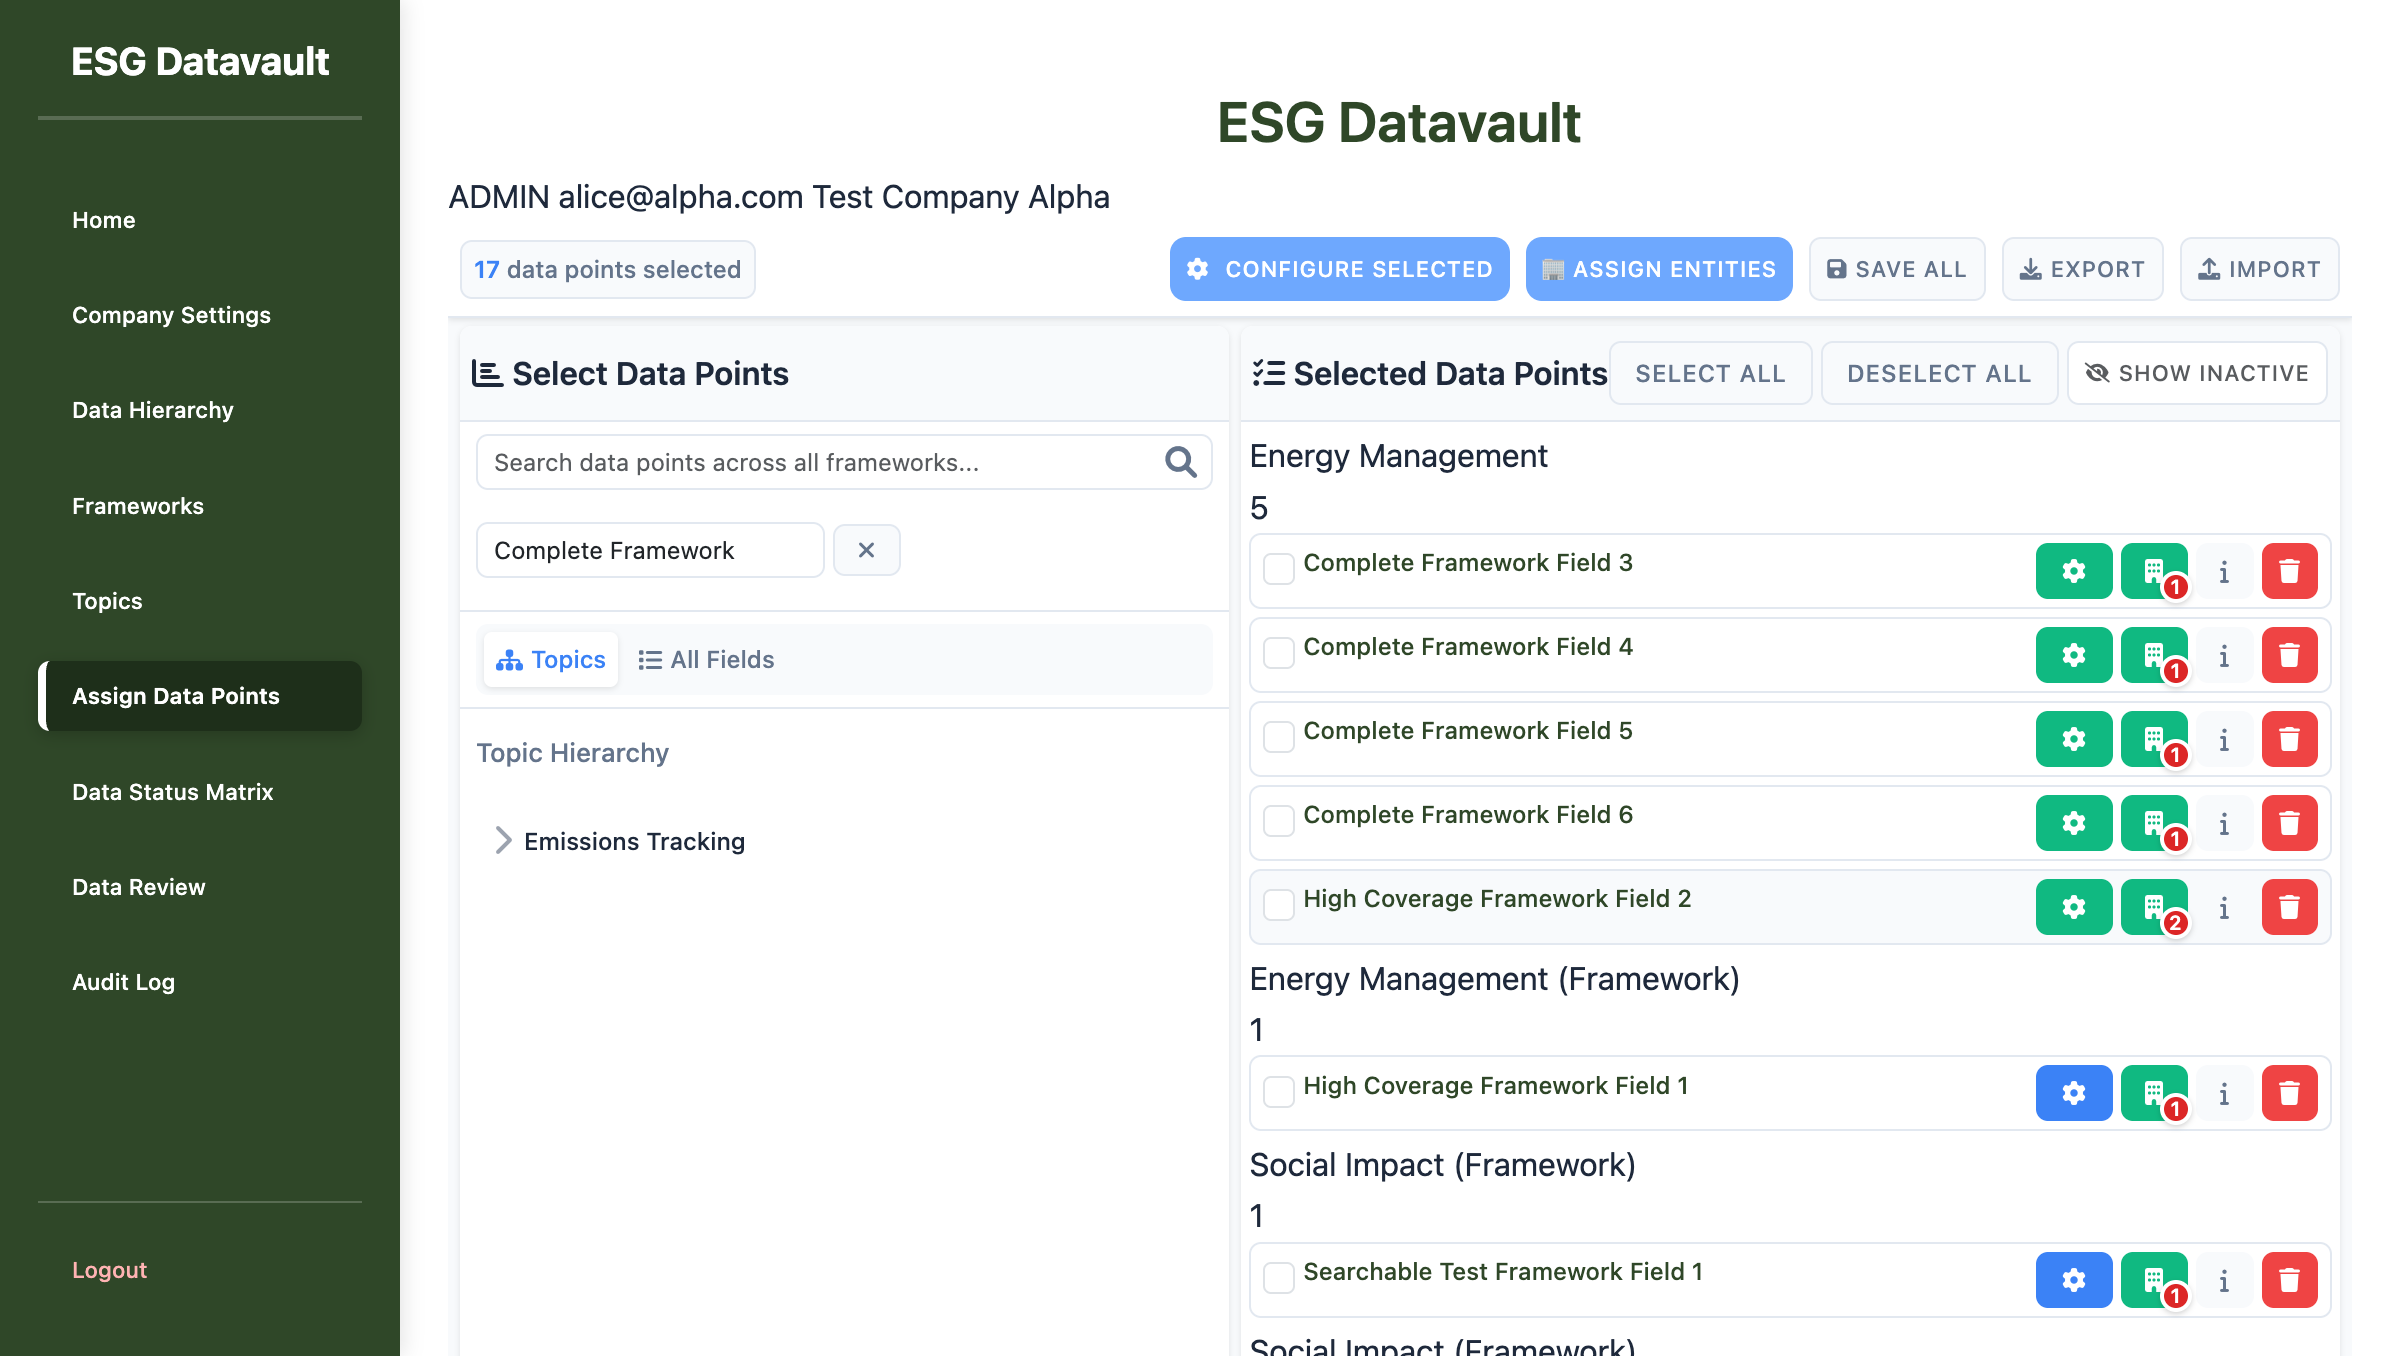 ESG Datavault
Home
Company Settings
Data Hierarchy
Frameworks
Topics
Assign Data Points
Data Status Matrix
Data Review
Audit Log
Logout
ESG Datavault
ADMIN alice@alpha.com Test Company Alpha
17 data points selected
CONFIGURE SELECTED
ASSIGN ENTITIES
SAVE ALL
EXPORT
IMPORT
Select Data Points
Search data points across all frameworks...
Complete Framework
Topics
All Fields
Topic Hierarchy
Emissions Tracking
Selected Data Points
SELECT ALL
DESELECT ALL
SHOW INACTIVE
Energy Management
5
Complete Framework Field 3
1
Complete Framework Field 4
1
Complete Framework Field 5
1
Complete Framework Field 6
1
High Coverage Framework Field 2
2
Energy Management (Framework)
1
High Coverage Framework Field 1
1
Social Impact (Framework)
1
Searchable Test Framework Field 1
1
Social Impact (Framework)